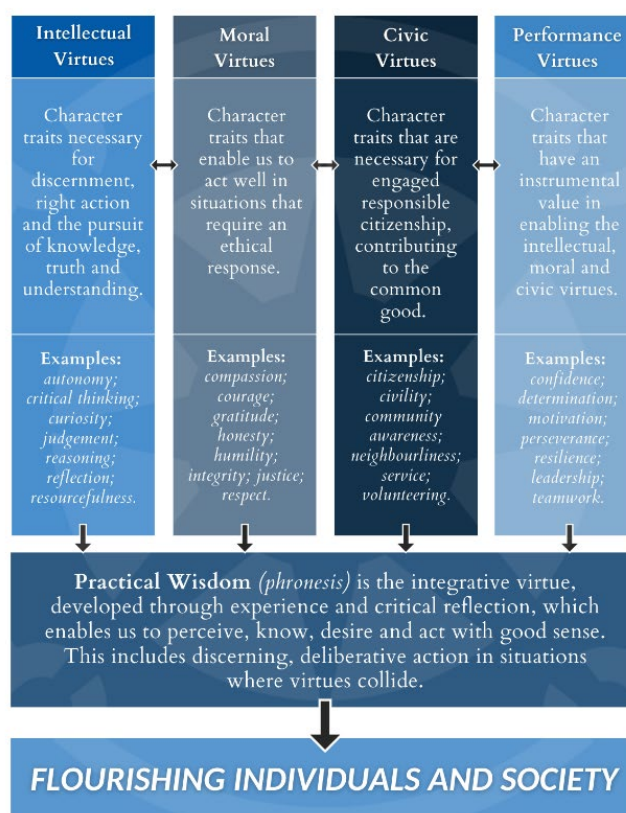 Intellectual
Virtues
Character
traits necessary
for
discernment,
right action
and the pursuit
of knowledge,
truth and
understanding.
Examples:
autonomy;
critical thinking;
curiosity;
judgement;
reasoning;
reflection;
resourcefulness.
Moral
Virtues
Character
traits that
enable us to
act well in
situations that
require an
ethical
response.
Examples:
compassion;
courage;
gratitude;
honesty;
humility;
integrity; justice;
respect.
Civic
Virtues
Character
traits that are
necessary for
engaged
responsible
citizenship,
contributing
to the
common
good.
Examples:
citizenship;
civility;
community
awareness;
neighbourliness;
service;
volunteering.
Performance
Virtues
Character
traits that
have an
instrumental
value in
enabling the
intellectual,
moral and
civic virtues.
Examples:
confidence;
determination;
motivation;
perseverance;
resilience;
leadership;
teamwork.
Practical Wisdom (phronesis) is the integrative virtue,
developed through experience and critical reflection, which
enables us to perceive, know, desire and act with good sense.
This includes discerning, deliberative action in situations
where virtues collide.
FLOURISHING INDIVIDUALS AND SOCIETY